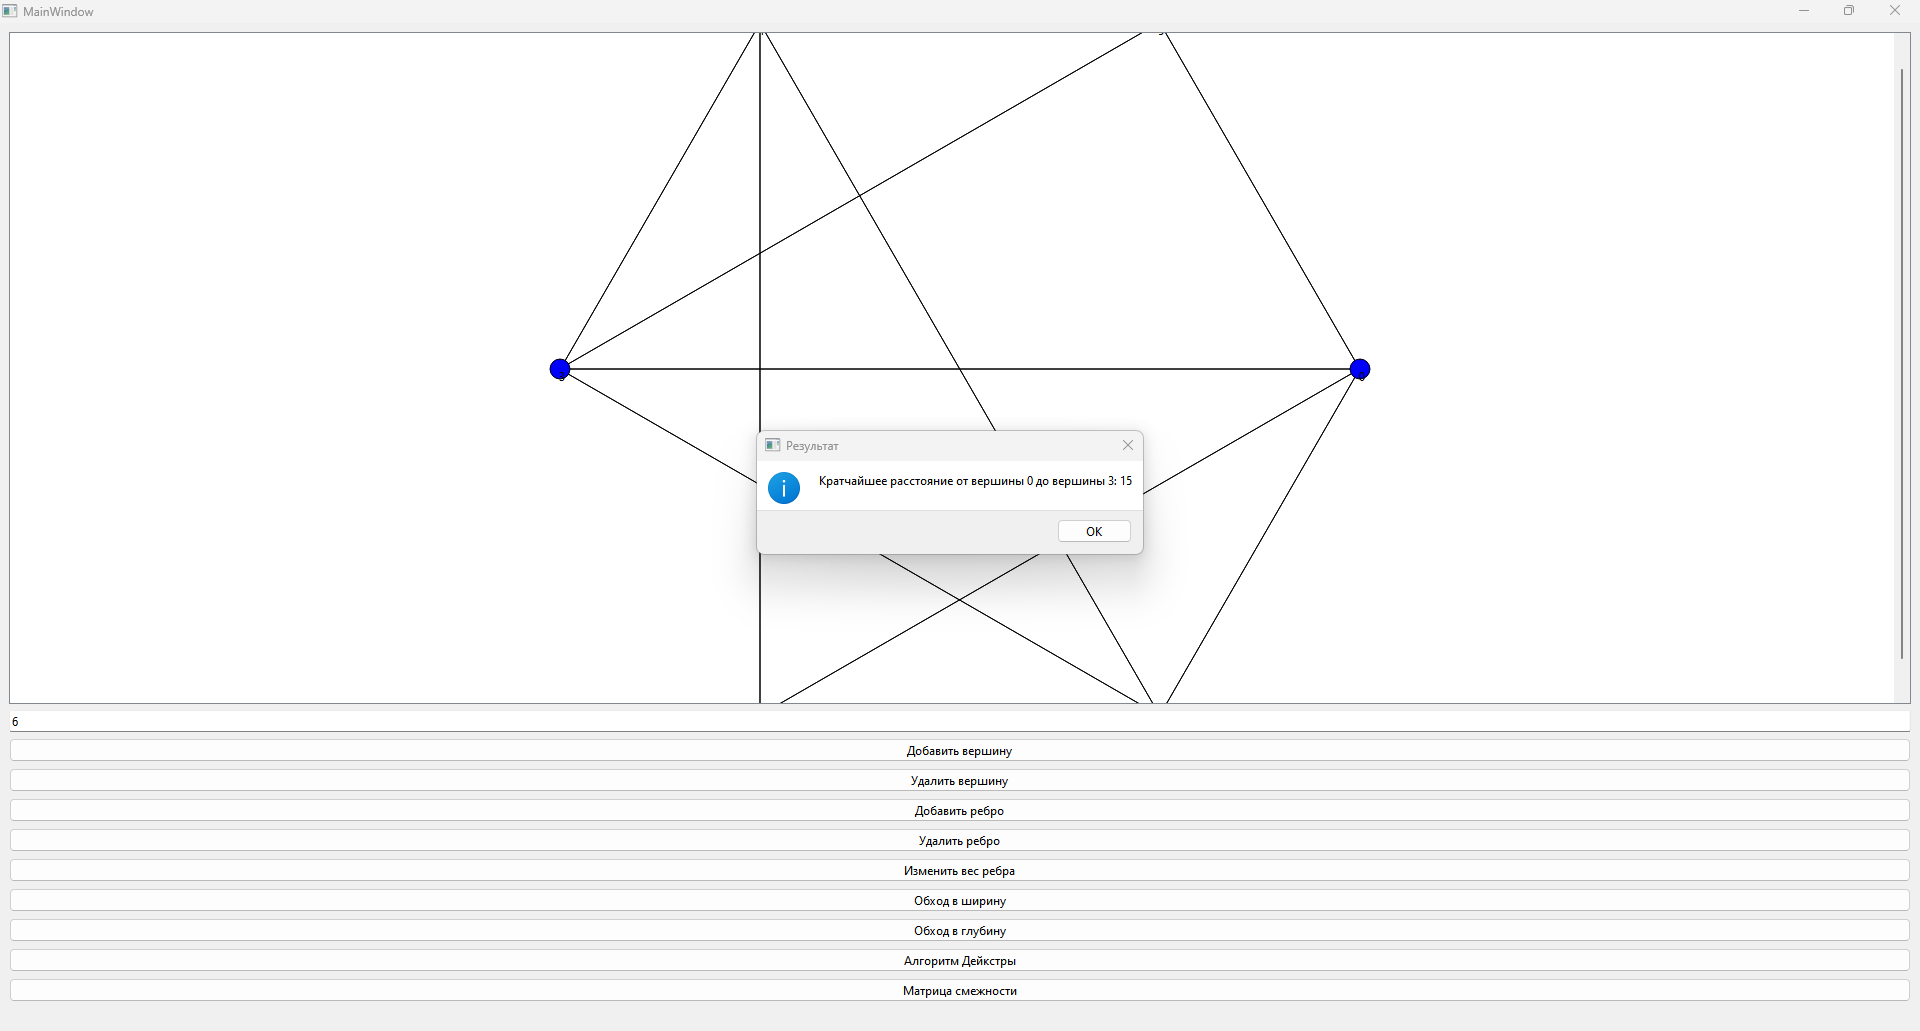 MainWindow
Результат
Кратчайшее расстояние от вершины 0 до вершины 3: 15
OK
6
Добавить вершину
Удалить вершину
Добавить ребро
Удалить ребро
Изменить вес ребра
Обход в ширину
Обход в глубину
Алгоритм Дейкстры
Матрица смежности